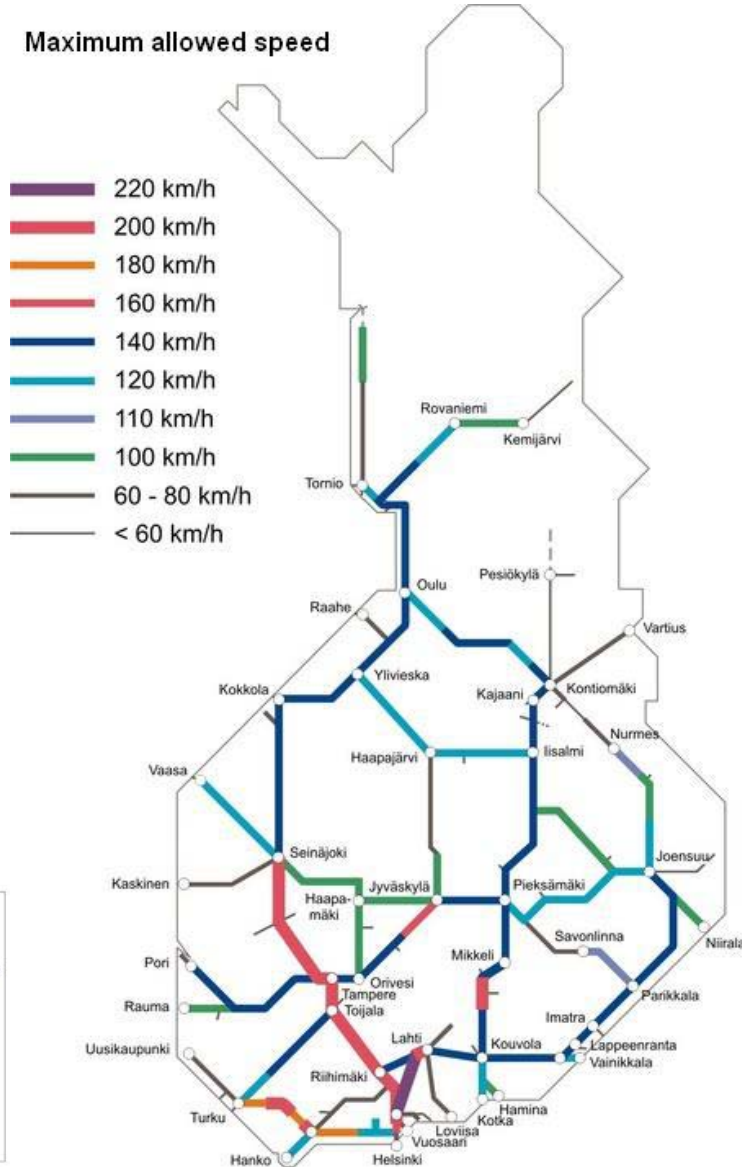 Maximum allowed speed
220 km/h
200 km/h
180 km/h
160 km/h
140 km/h
120 km/h
110 km/h
100 km/h
60 - 80 km/h
< 60 km/h
Rovaniemi
Kemijärvi
Tornio
Oulu
Pesiökylä
Raahe
Vartius
Ylivieska
Kokkola
Kajaani
Kontiomäki
Nurmes
Haapajärvi
Iisalmi
Vaasa
Seinäjoki
Joensuu
Kaskinen
Haapa-
mäki
Jyväskylä
Pieksämäki
Savonlinna
Niirala
Pori
Mikkeli
Orivesi
Parikkala
Tampere
Rauma
Toijala
Imatra
Lahti
Kouvola
Lappeenranta
Uusikaupunki
Vainikkala
Riihimäki
Hamina
Turku
Kotka
Loviisa
Vuosaari
Hanko
Helsinki